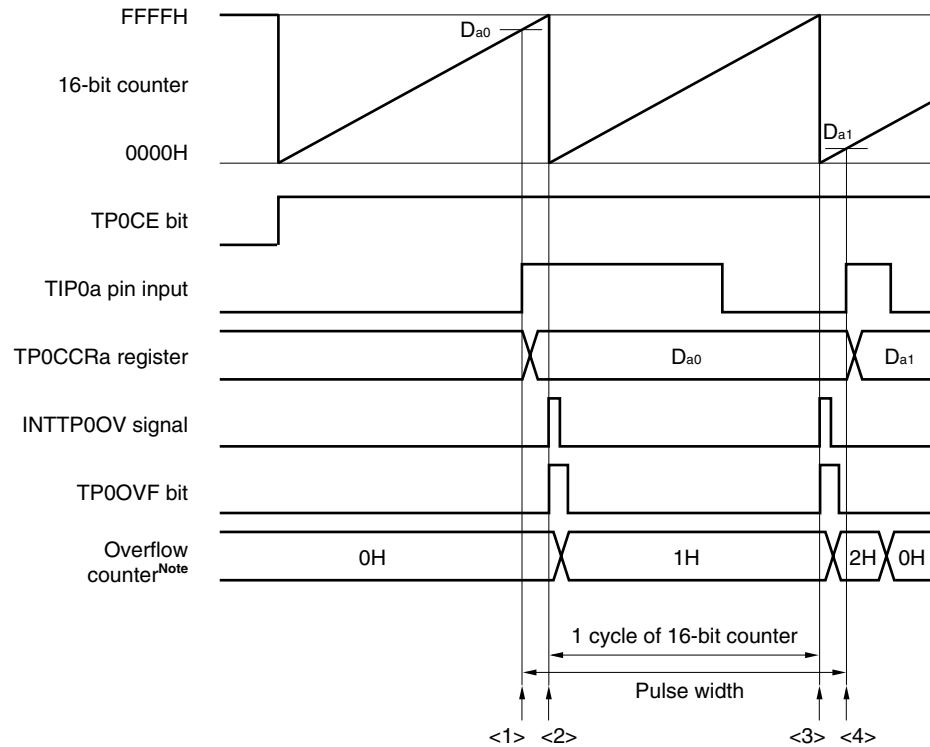 FFFFH
Da0
16-bit counter
Da1
0000H
TP0CE bit
TIP0a pin input
TP0CCRa register
Da0
Da1
INTTP0OV signal
TP0OVF bit
Overflow
counterNote
0H
1H
2H
0H
1 cycle of 16-bit counter
Pulse width
<1> <2> <3> <4>